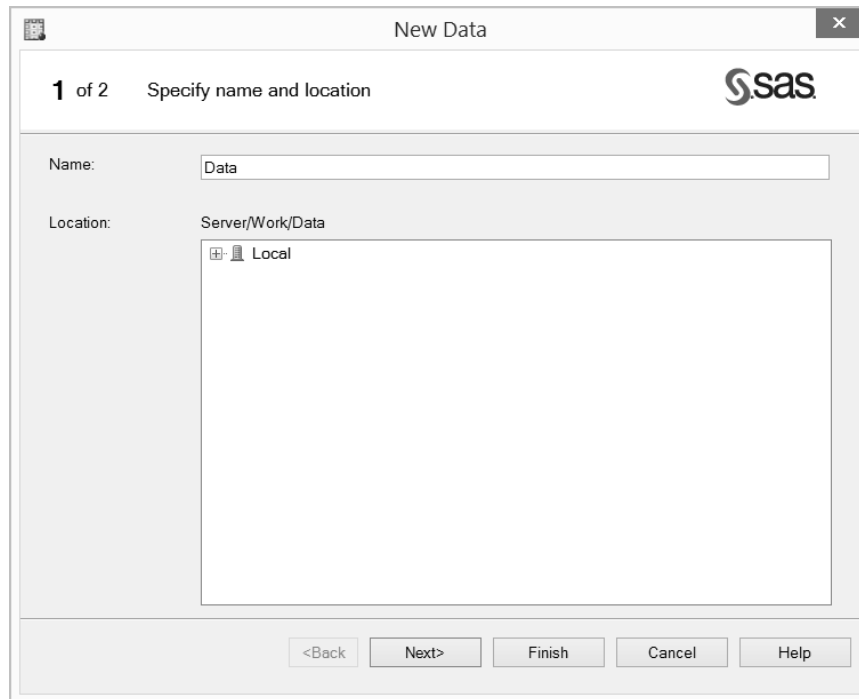 New Data
1 of 2 Specify name and location
sas
Name: Data
Location: Server/Work/Data
Local
<Back Next> Finish Cancel Help